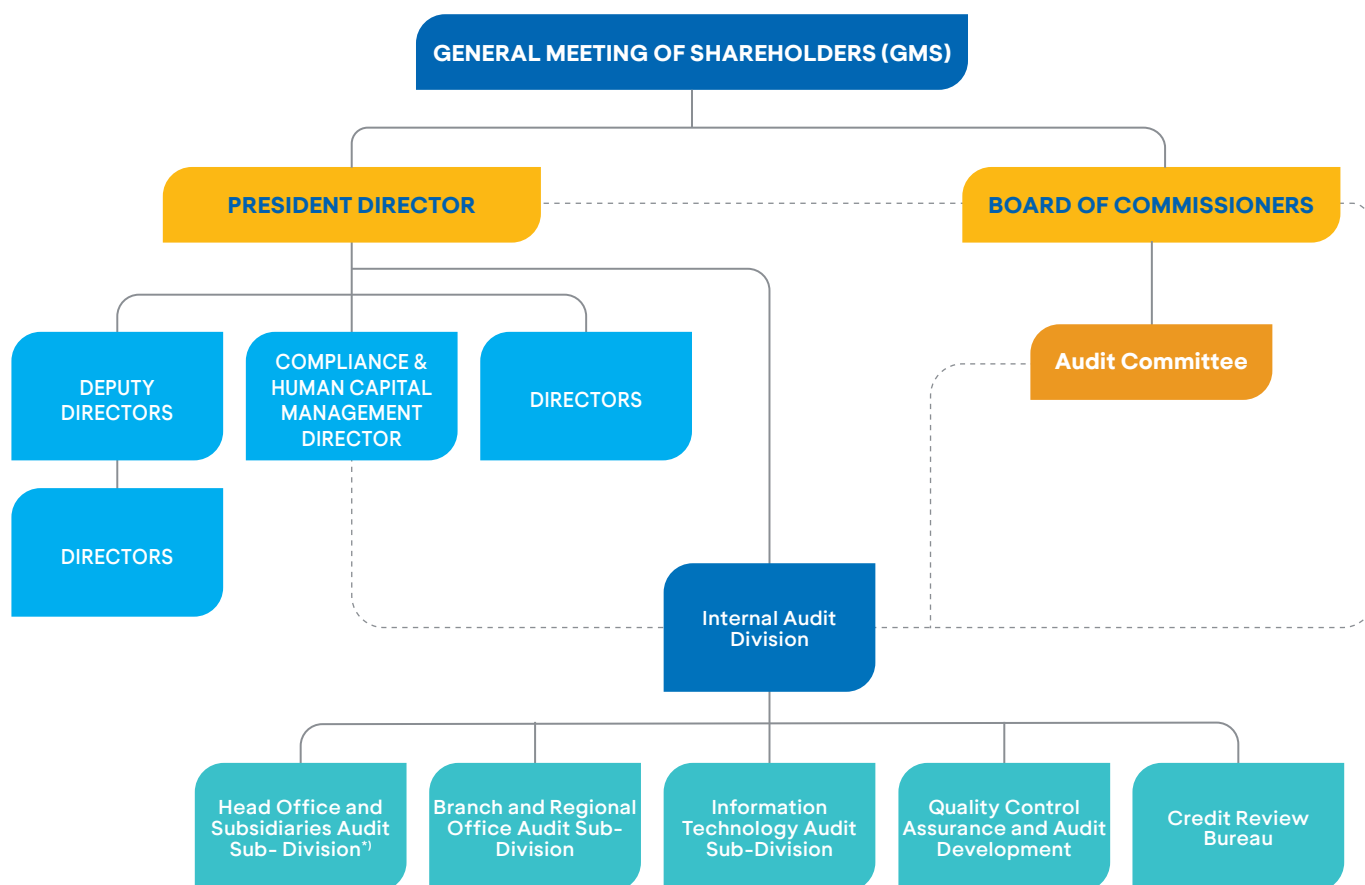 GENERAL MEETING OF SHAREHOLDERS (GMS)
PRESIDENT DIRECTOR
BOARD OF COMMISSIONERS
DEPUTY
DIRECTORS
COMPLIANCE &
HUMAN CAPITAL
MANAGEMENT
DIRECTOR
DIRECTORS
Audit Committee
DIRECTORS
Internal Audit
Division
Head Office and
Subsidiaries Audit
Sub- Division*)
Branch and Regional
Office Audit Sub-
Division
Information
Technology Audit
Sub-Division
Quality Control
Assurance and Audit
Development
Credit Review
Bureau